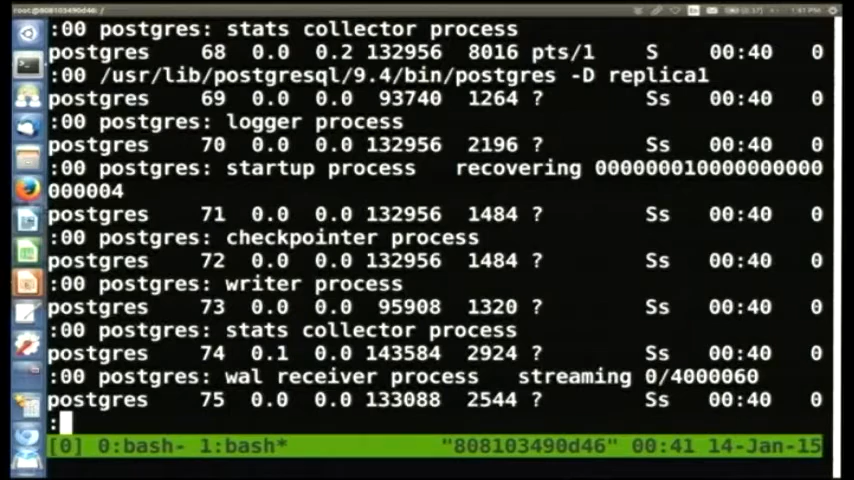 root@808103490d46: /
1:41 PM
:00 postgres: stats collector process
postgres 68 0.0 0.2 132956 8016 pts/1 S 00:40 0
:00 /usr/lib/postgresql/9.4/bin/postgres -D replica1
postgres 69 0.0 0.0 93740 1264 ? Ss 00:40 0
:00 postgres: logger process
postgres 70 0.0 0.0 132956 2196 ? Ss 00:40 0
:00 postgres: startup process recovering 00000001000000000
000004
postgres 71 0.0 0.0 132956 1484 ? Ss 00:40 0
:00 postgres: checkpointer process
postgres 72 0.0 0.0 132956 1484 ? Ss 00:40 0
:00 postgres: writer process
postgres 73 0.0 0.0 95908 1320 ? Ss 00:40 0
:00 postgres: stats collector process
postgres 74 0.1 0.0 143584 2924 ? Ss 00:40 0
:00 postgres: wal receiver process streaming 0/4000060
postgres 75 0.0 0.0 133088 2544 ? Ss 00:40 0
:
[0] 0:bash- 1:bash* "808103490d46" 00:41 14-Jan-15